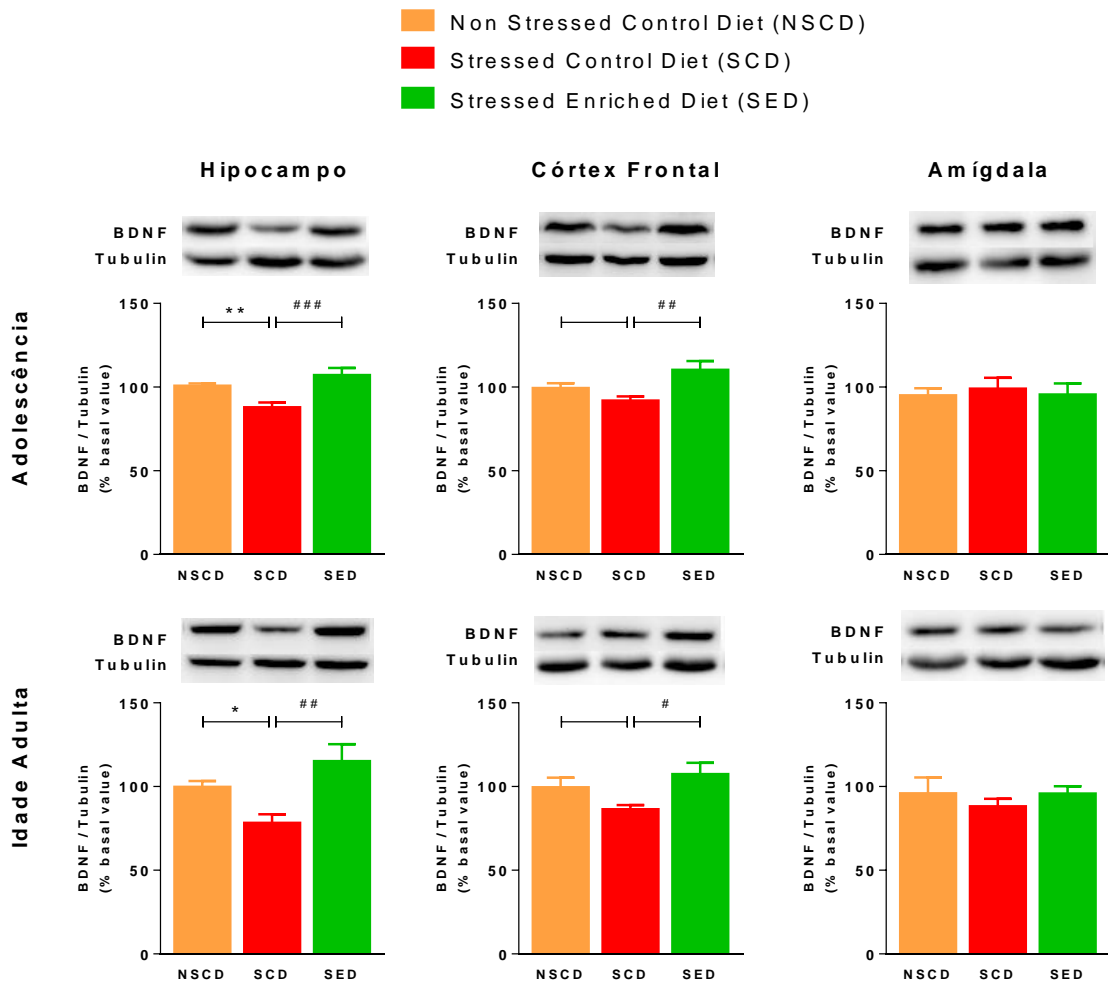 Non Stressed Control Diet (NSCD)
Stressed Control Diet (SCD)
Stressed Enriched Diet (SED)
Hipocampo
Córtex Frontal
Amígdala
Adolescência
BDNF
Tubulin
BDNF / Tubulin
(% basal value)
150
100
50
0
** ###
NSCD SCD SED
BDNF
Tubulin
BDNF / Tubulin
(% basal value)
150
100
50
0
##
NSCD SCD SED
BDNF
Tubulin
BDNF / Tubulin
(% basal value)
150
100
50
0
NSCD SCD SED
Idade Adulta
BDNF
Tubulin
BDNF / Tubulin
(% basal value)
150
100
50
0
* ##
NSCD SCD SED
BDNF
Tubulin
BDNF / Tubulin
(% basal value)
150
100
50
0
#
NSCD SCD SED
BDNF
Tubulin
BDNF / Tubulin
(% basal value)
150
100
50
0
NSCD SCD SED